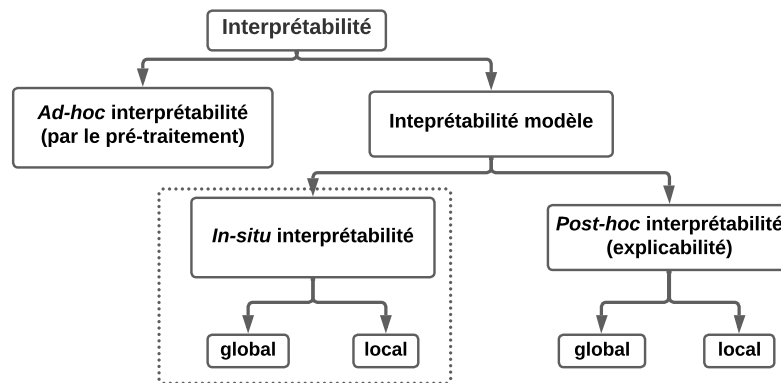 Interprétabilité
Ad-hoc interprétabilité
(par le pré-traitement)
Inteprétabilité modèle
In-situ interprétabilité
Post-hoc interprétabilité
(explicabilité)
global
local
global
local